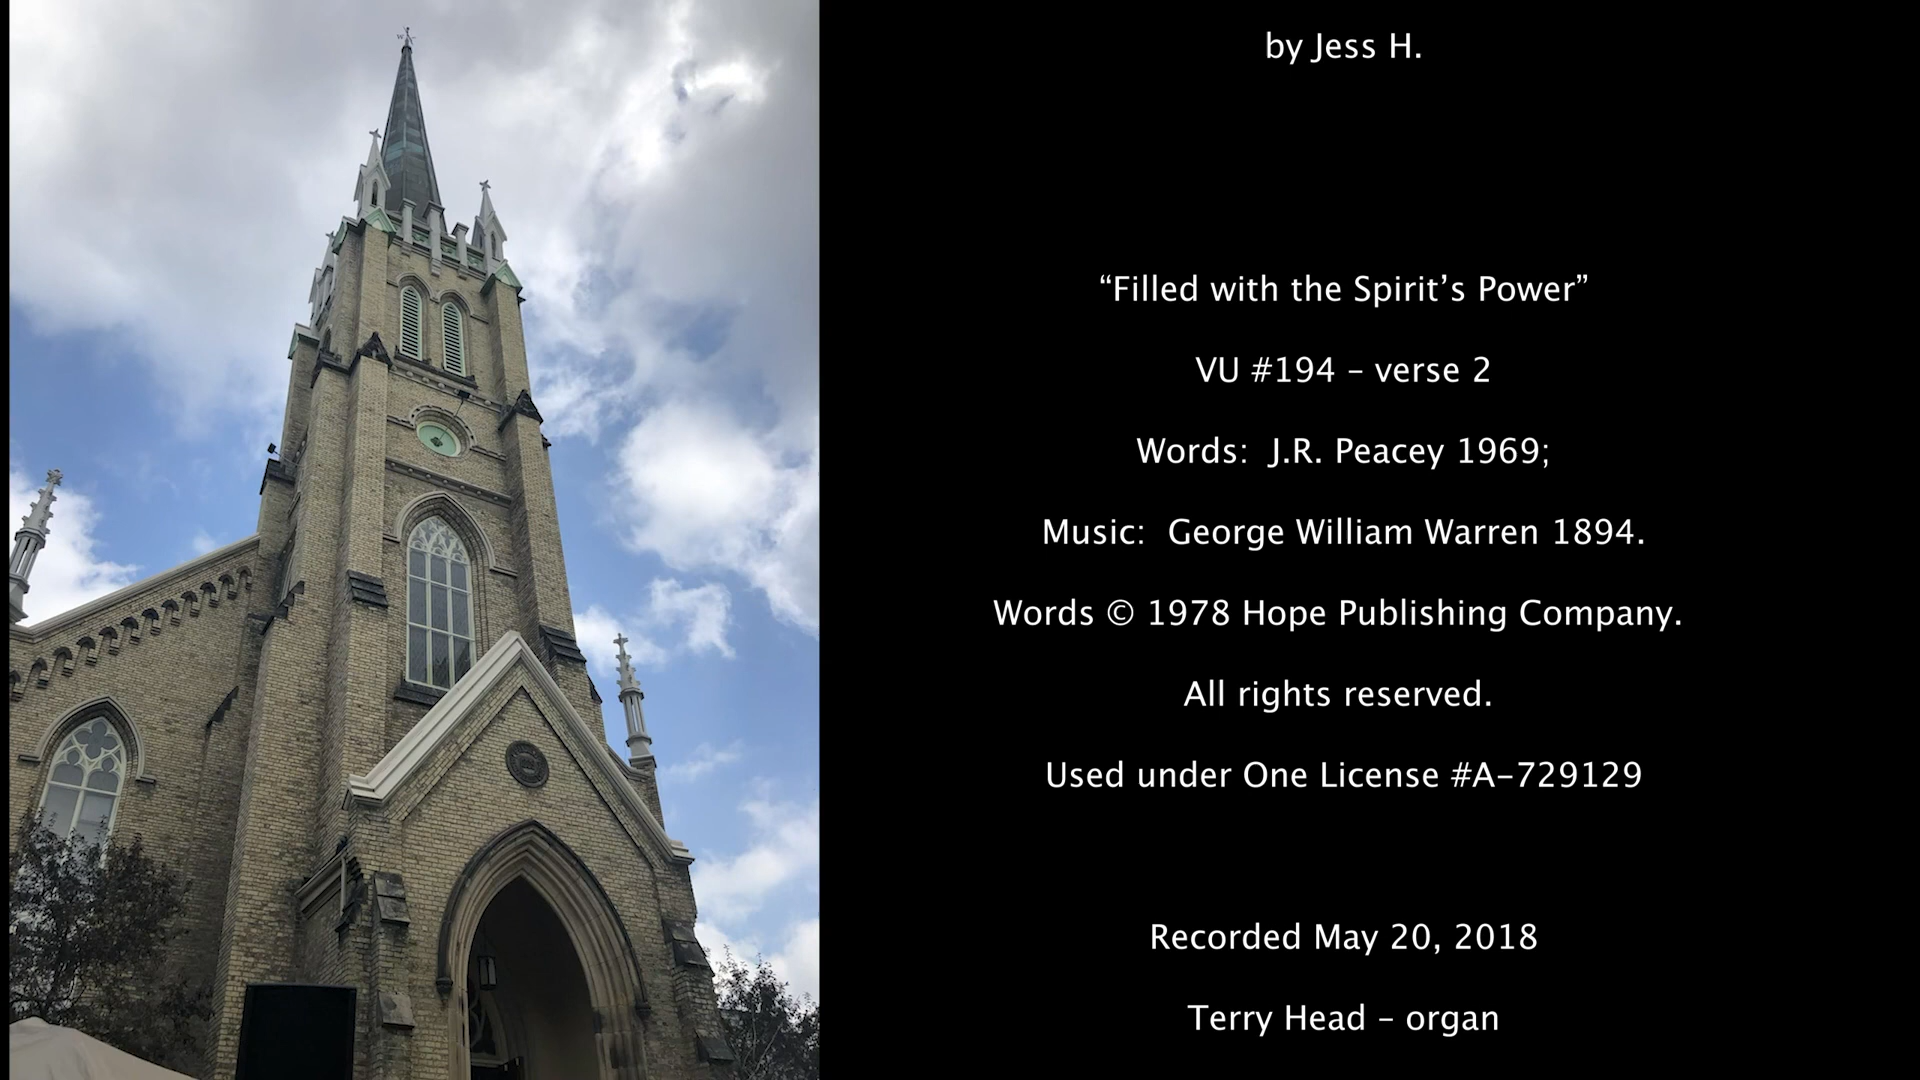 by Jess H.
“Filled with the Spirit’s Power”
VU #194 – verse 2
Words:  J.R. Peacey 1969;
Music:  George William Warren 1894.
Words © 1978 Hope Publishing Company.
All rights reserved.
Used under One License #A-729129
Recorded May 20, 2018
Terry Head – organ